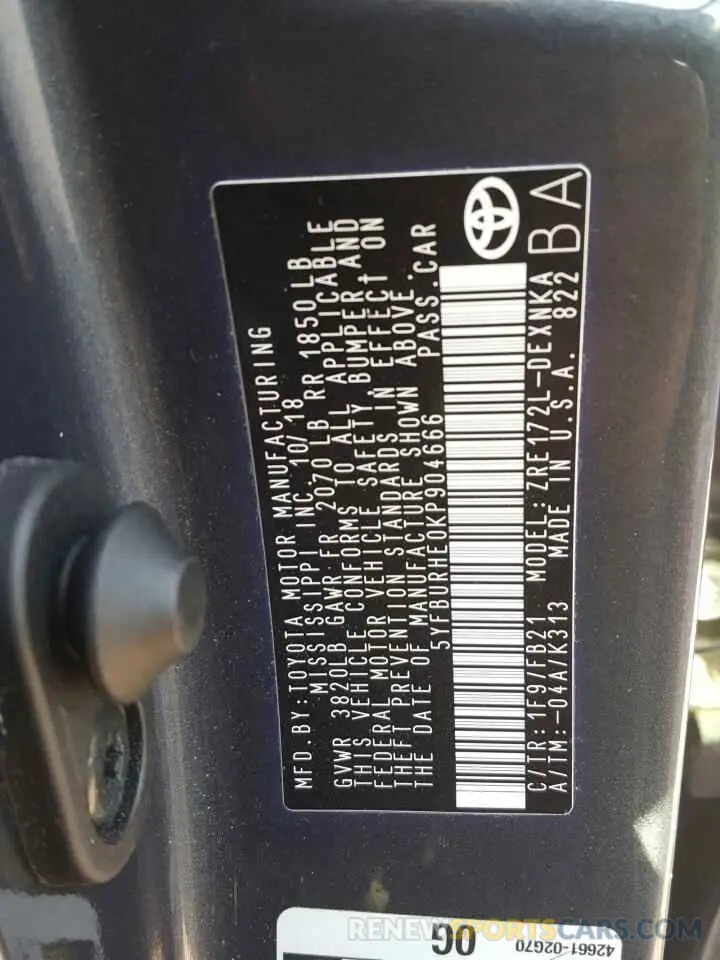 MFD.BY:TOYOTA MOTOR MANUFACTURING
MISSISSIPPI INC. 10/18
GVWR 3820LB GAWR FR 2070 LB RR 1850 LB
THIS VEHICLE CONFORMS TO ALL APPLICABLE
FEDERAL MOTOR VEHICLE SAFETY, BUMPER AND
THEFT PREVENTION STANDARDS IN EFFECT ON
THE DATE OF MANUFACTURE SHOWN ABOVE.
5YFBURHE0KP904666 PASS.CAR
C/TR:1F9/FB21 MODEL:ZRE172L-DEXNKA
A/TM:-04A/K313 MADE IN U.S.A. 822
BA
OG
42661-02G70
RENEWSALVAGECARS.COM